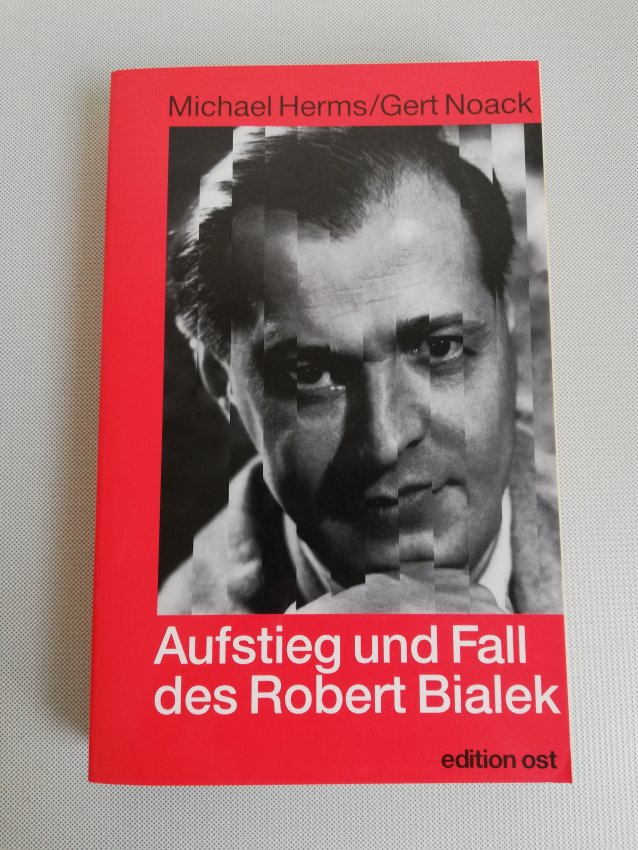 Michael Herms/Gert Noack
Aufstieg und Fall
des Robert Bialek
edition ost